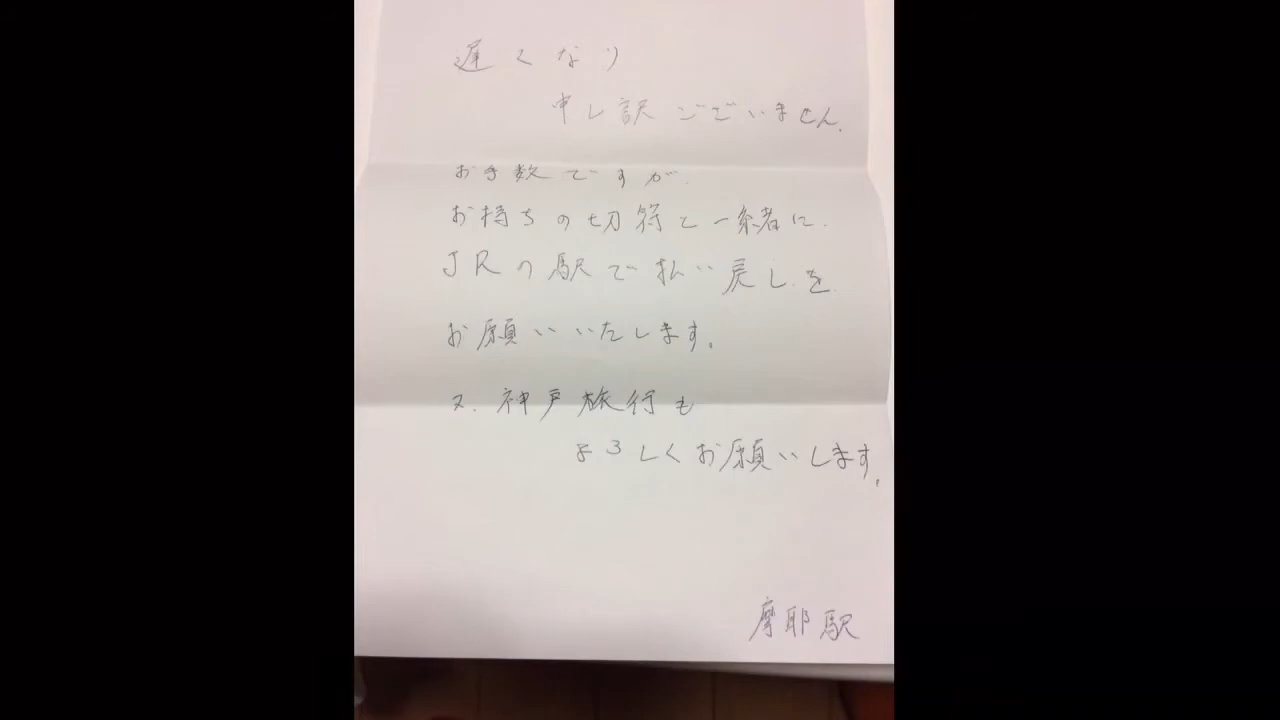 遅くなり
申し訳ございません.
お手数ですが.
お持ちの切符と一緒に.
JRの駅で払い戻しを.
お願いいたします。
又.神戸旅行も
よろしくお願いします.
摩耶駅